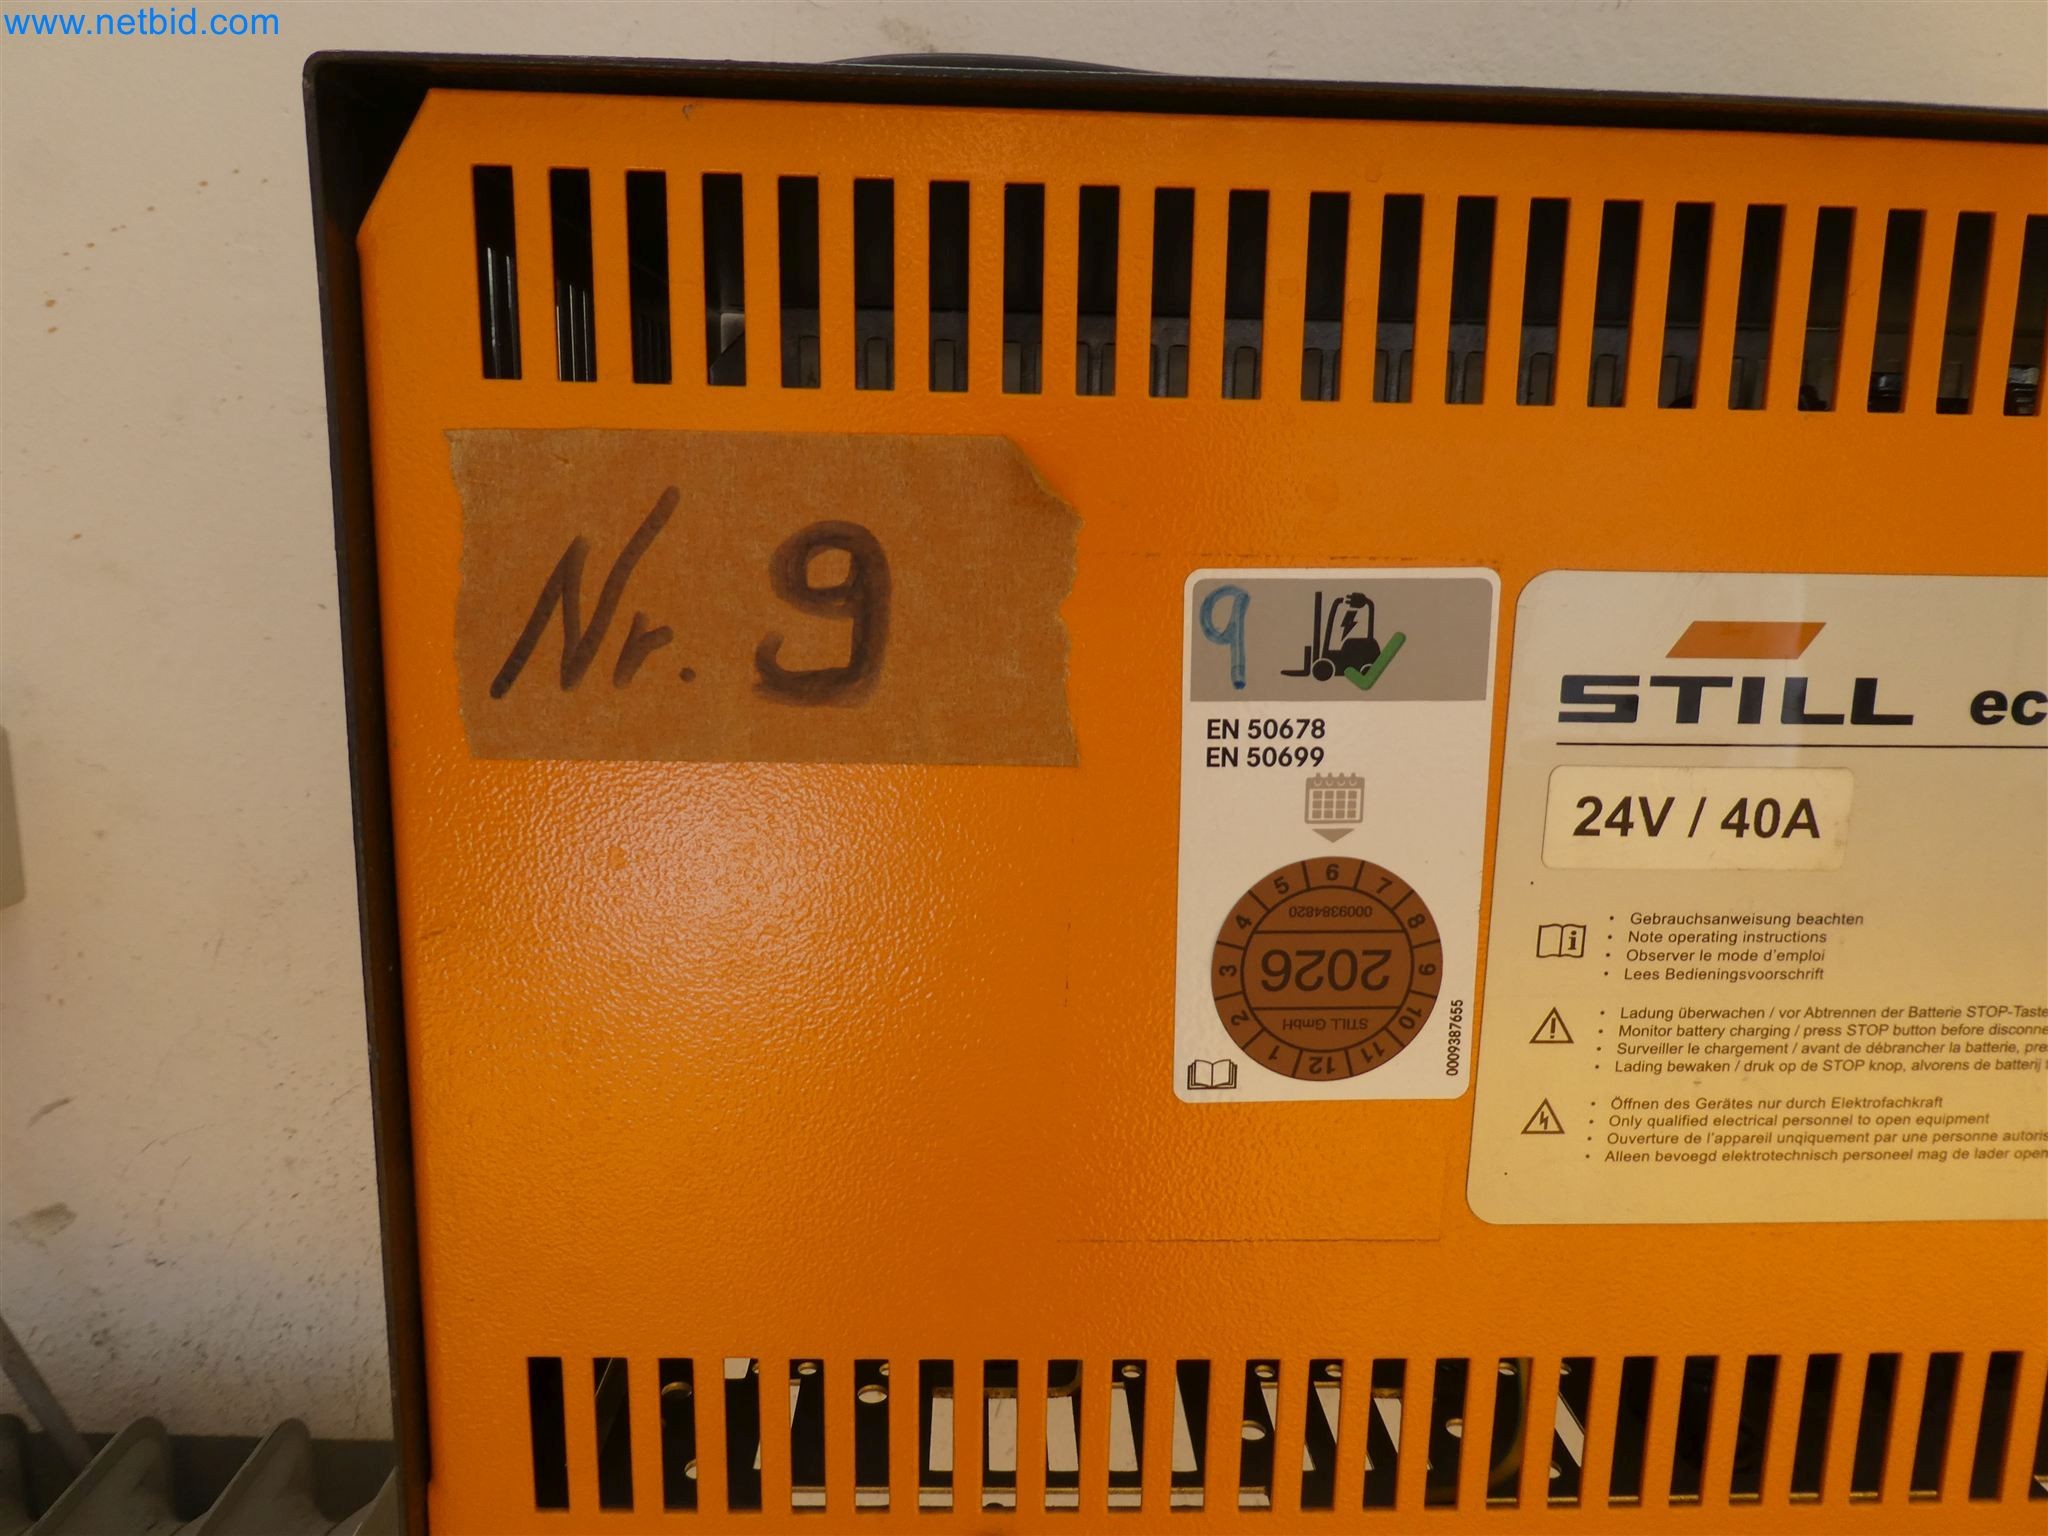 www.netbid.com
Nr. 9
9
EN 50678
EN 50699
5 6 7
4 8
0009384820
3 2026 9
2 STILL GmbH 10
1 12 11
0009387655
STILL ec
24V / 40A
• Gebrauchsanweisung beachten
• Note operating instructions
• Observer le mode d'emploi
• Lees Bedieningsvoorschrift
• Ladung überwachen / vor Abtrennen der Batterie STOP-Taste
• Monitor battery charging / press STOP button before disconne
• Surveiller le chargement / avant de débrancher la batterie, pre
• Lading bewaken / druk op de STOP knop, alvorens de batterij
• Öffnen des Gerätes nur durch Elektrofachkraft
• Only qualified electrical personnel to open equipment
• Ouverture de l'appareil unqiquement par une personne autoris
• Alleen bevoegd elektrotechnisch personeel mag de lader open